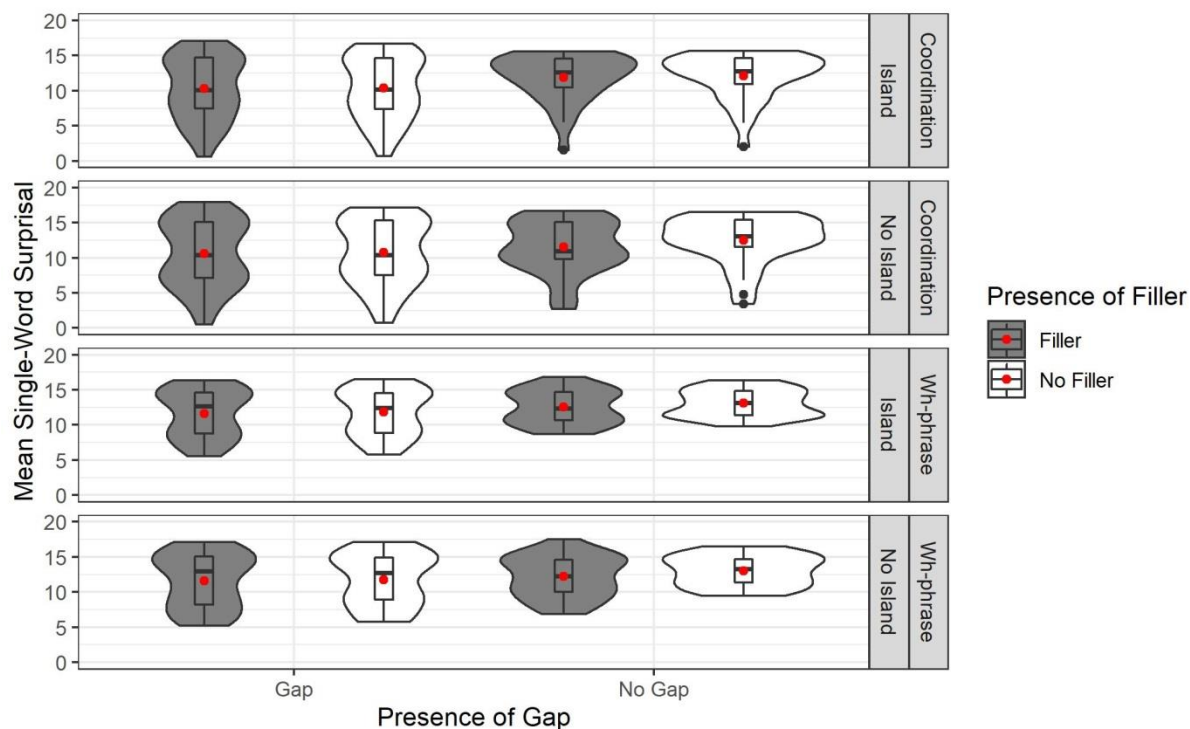 Mean Single-Word Surprisal
20
15
10
5
0
Island
Coordination
20
15
10
5
0
No Island
Coordination
20
15
10
5
0
Island
Wh-phrase
20
15
10
5
0
No Island
Wh-phrase
Gap
No Gap
Presence of Gap
Presence of Filler
Filler
No Filler